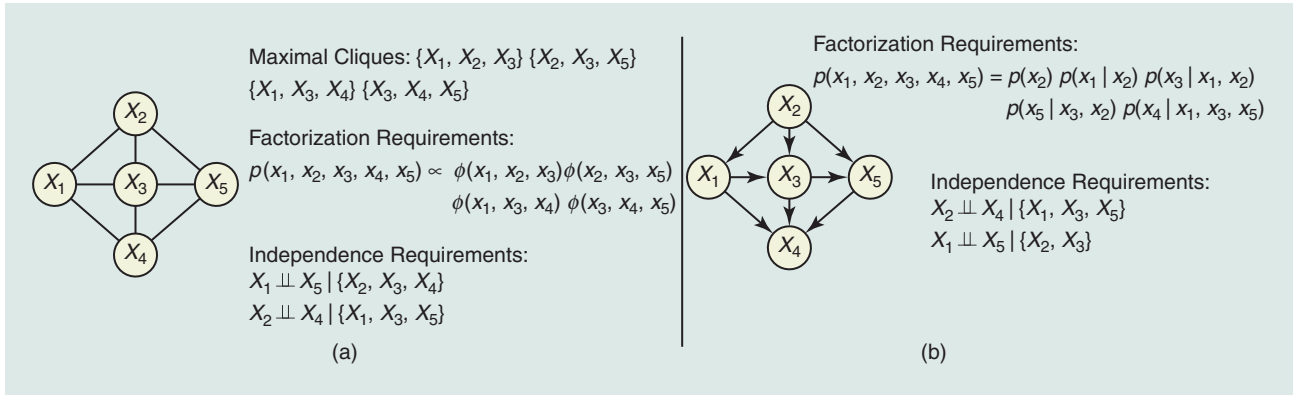 Maximal Cliques: {X₁, X₂, X₃} {X₂, X₃, X₅}
{X₁, X₃, X₄} {X₃, X₄, X₅}
Factorization Requirements:
p(x₁, x₂, x₃, x₄, x₅) ∝ ϕ(x₁, x₂, x₃)ϕ(x₂, x₃, x₅)
ϕ(x₁, x₃, x₄) ϕ(x₃, x₄, x₅)
Independence Requirements:
X₁ ⫫ X₅ | {X₂, X₃, X₄}
X₂ ⫫ X₄ | {X₁, X₃, X₅}
X₂
X₁ X₃ X₅
X₄
(a)
Factorization Requirements:
p(x₁, x₂, x₃, x₄, x₅) = p(x₂) p(x₁ | x₂) p(x₃ | x₁, x₂)
p(x₅ | x₃, x₂) p(x₄ | x₁, x₃, x₅)
X₂
X₁ X₃ X₅
X₄
Independence Requirements:
X₂ ⫫ X₄ | {X₁, X₃, X₅}
X₁ ⫫ X₅ | {X₂, X₃}
(b)